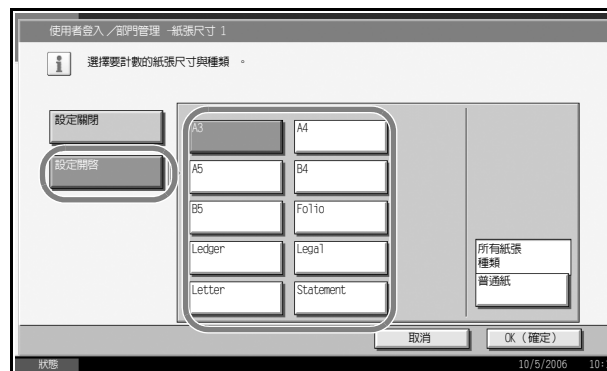 使用者登入／部門管理 -紙張尺寸 1
選擇要計數的紙張尺寸與種類 。
設定關閉
設定開啓
A3
A4
A5
B4
B5
Folio
Ledger
Legal
Letter
Statement
所有紙張
種類
普通紙
取消
OK（確定）
狀態
10/5/2006 10: